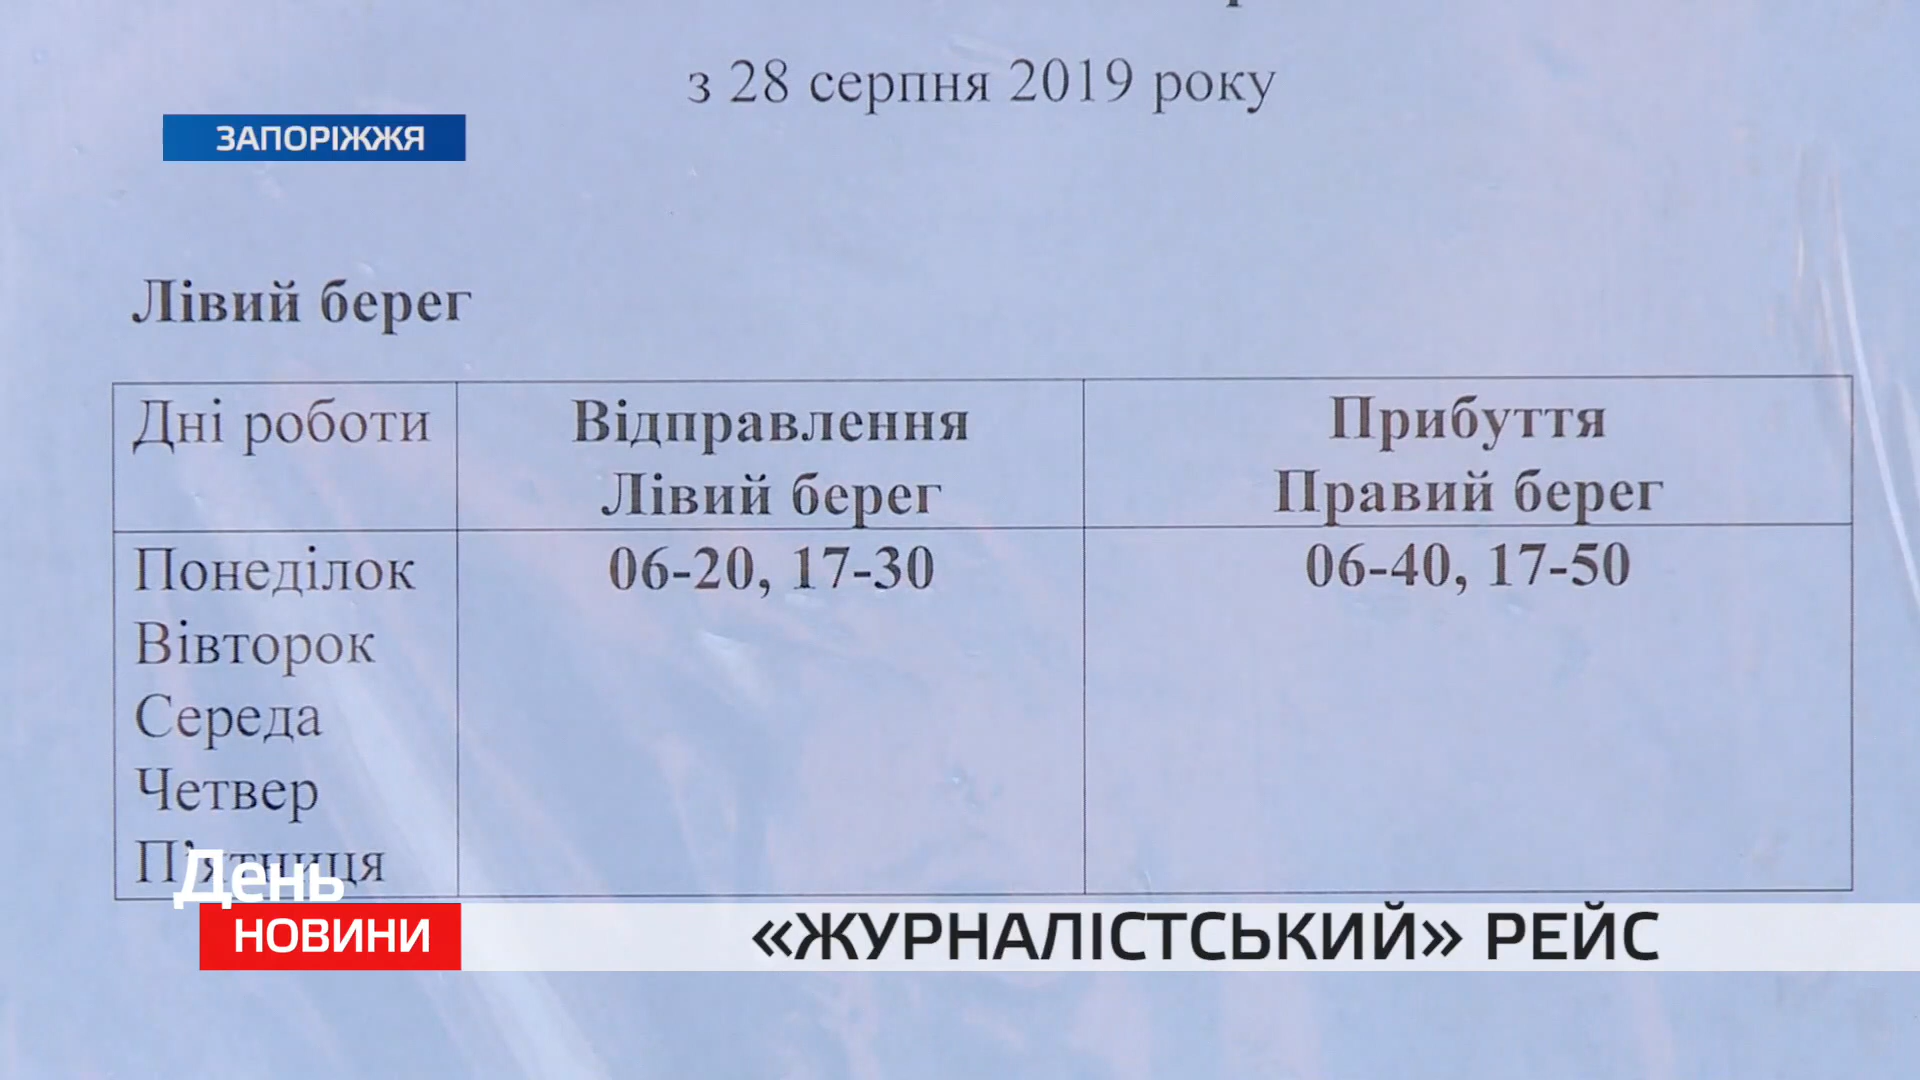 з 28 серпня 2019 року
ЗАПОРІЖЖЯ
Лівий берег
Дні роботи
Відправлення
Лівий берег
Прибуття
Правий берег
Понеділок
Вівторок
Середа
Четвер
П'ятниця
06-20, 17-30
06-40, 17-50
День
НОВИНИ
«ЖУРНАЛІСТСЬКИЙ» РЕЙС